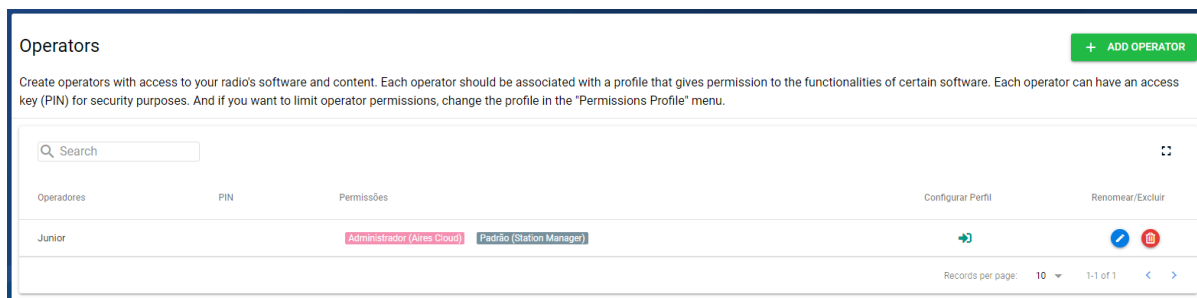 Operators
+ ADD OPERATOR
Create operators with access to your radio's software and content. Each operator should be associated with a profile that gives permission to the functionalities of certain software. Each operator can have an access
key (PIN) for security purposes. And if you want to limit operator permissions, change the profile in the "Permissions Profile" menu.
Search
Operadores PIN Permissões Configurar Perfil Renomear/Excluir
Junior Administrador (Aires Cloud) Padrão (Station Manager)
Records per page: 10 1-1 of 1